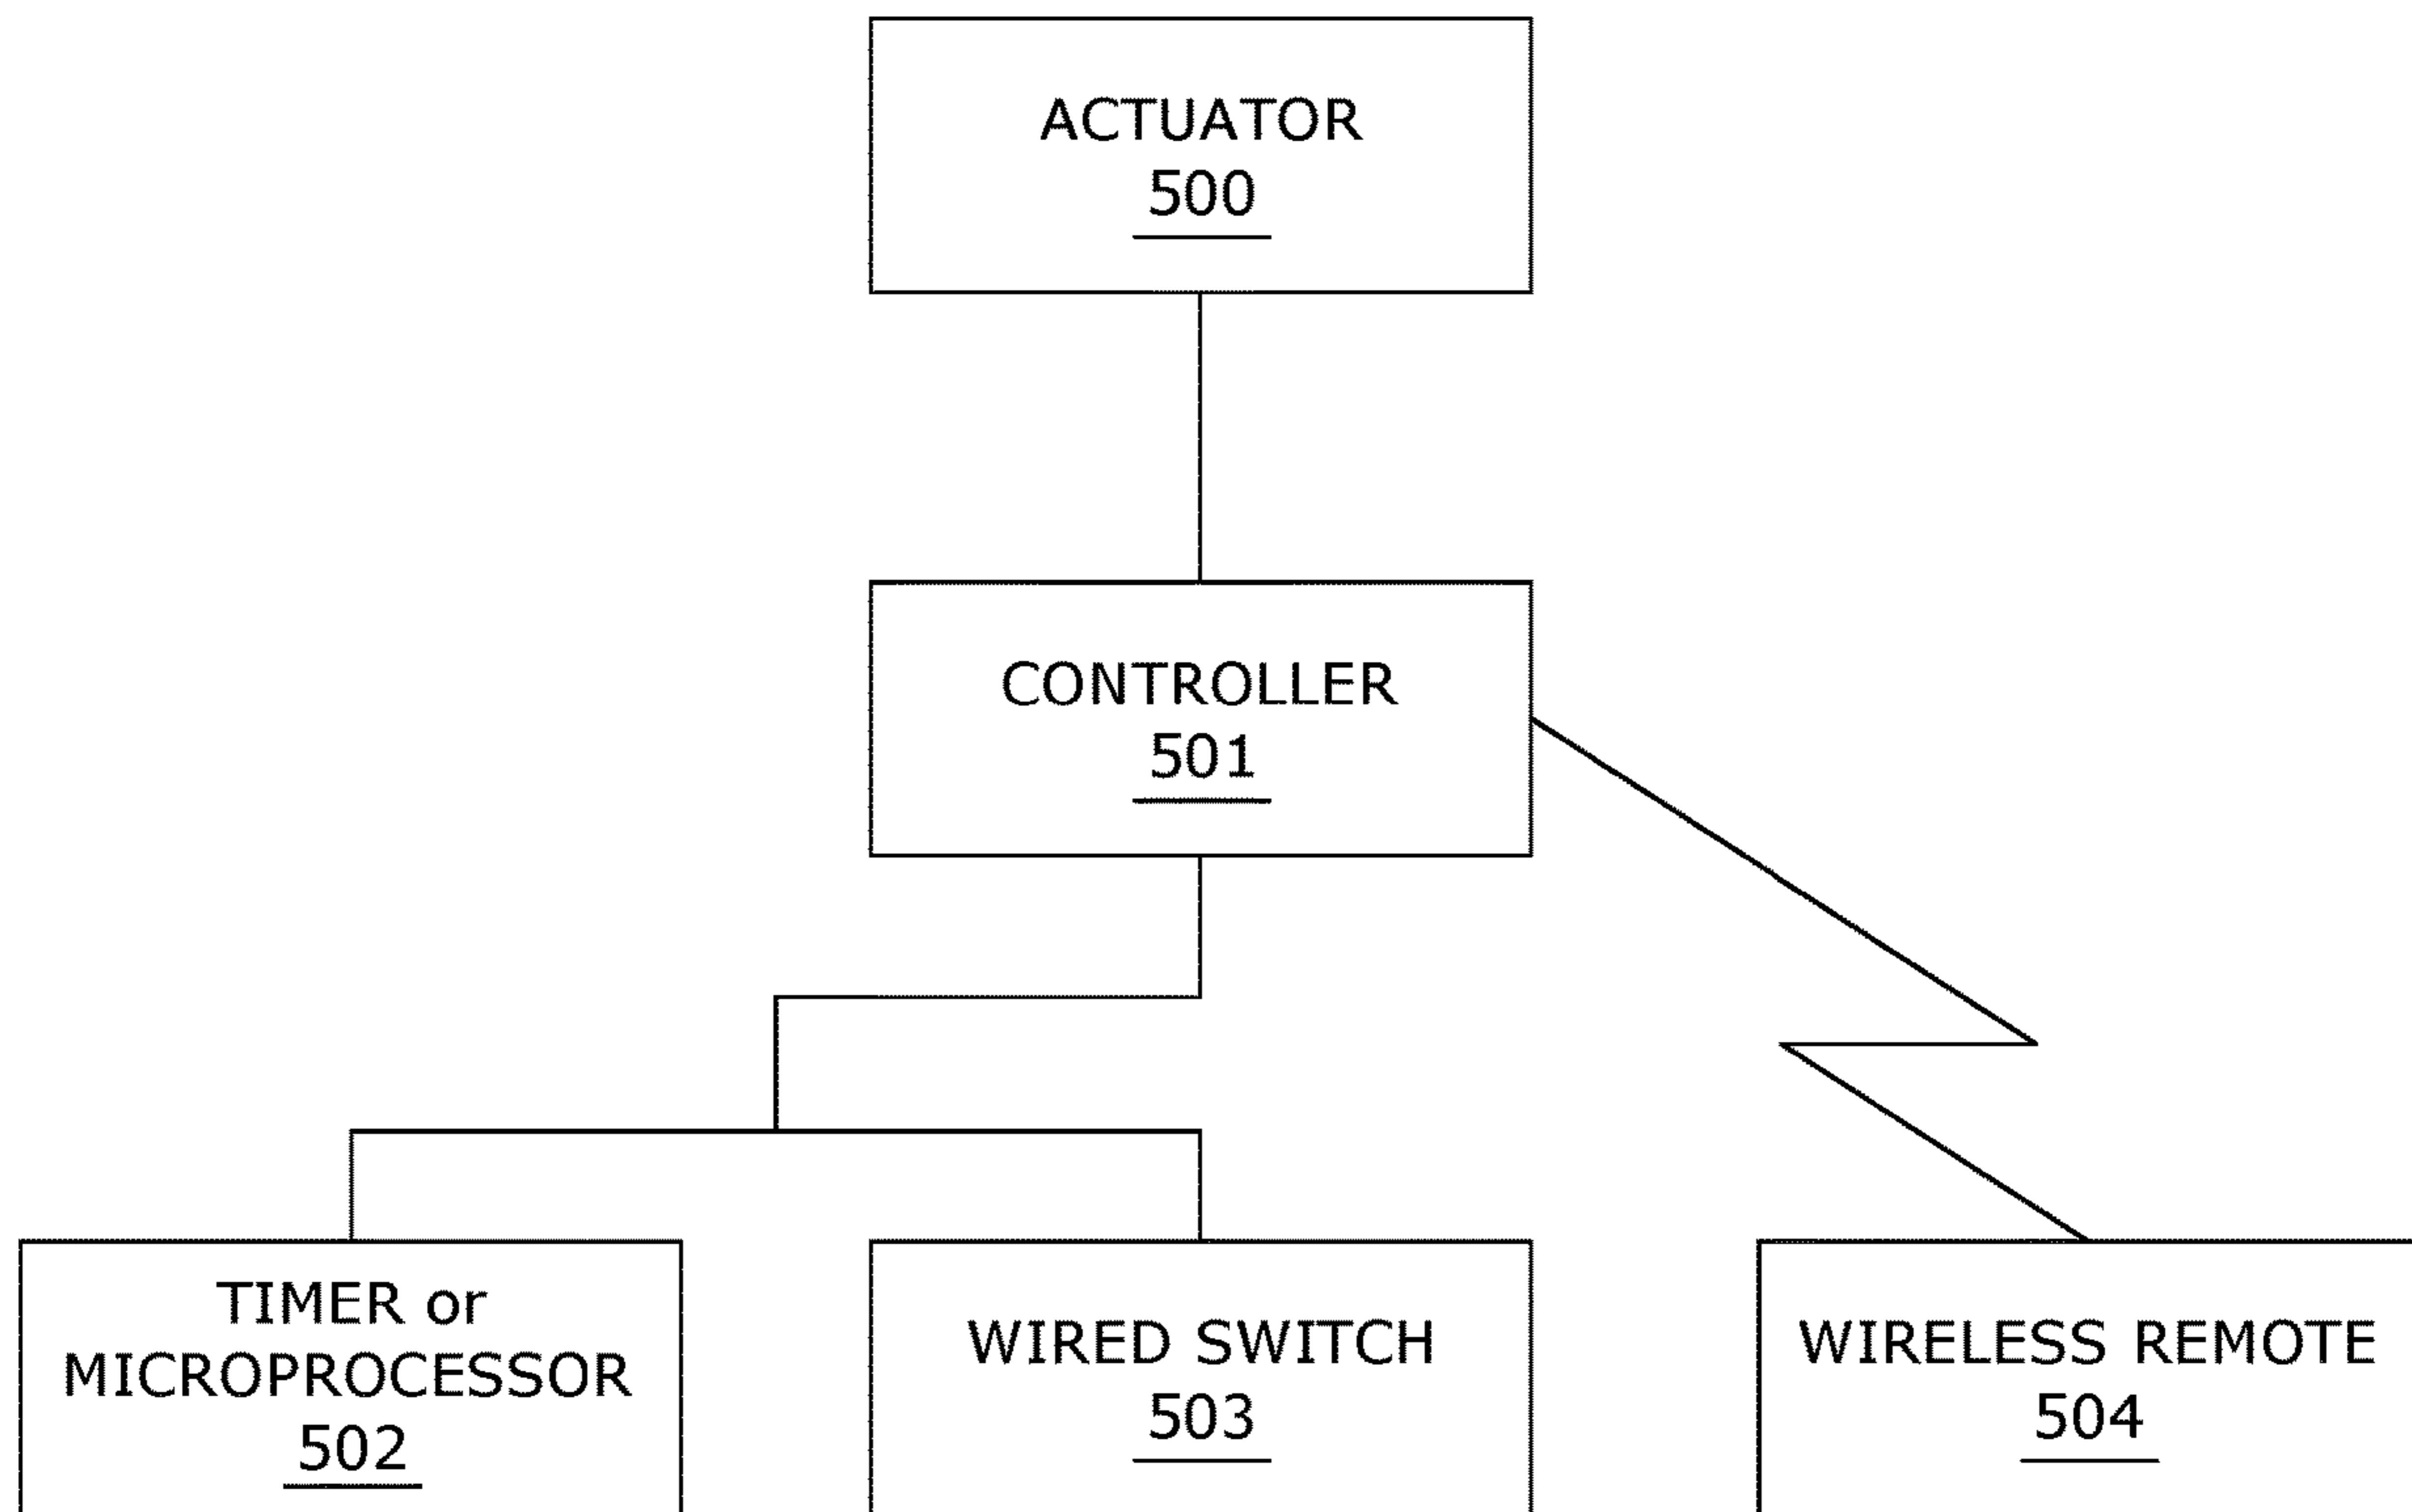 ACTUATOR
500
CONTROLLER
501
TIMER or
MICROPROCESSOR
502
WIRED SWITCH
503
WIRELESS REMOTE
504